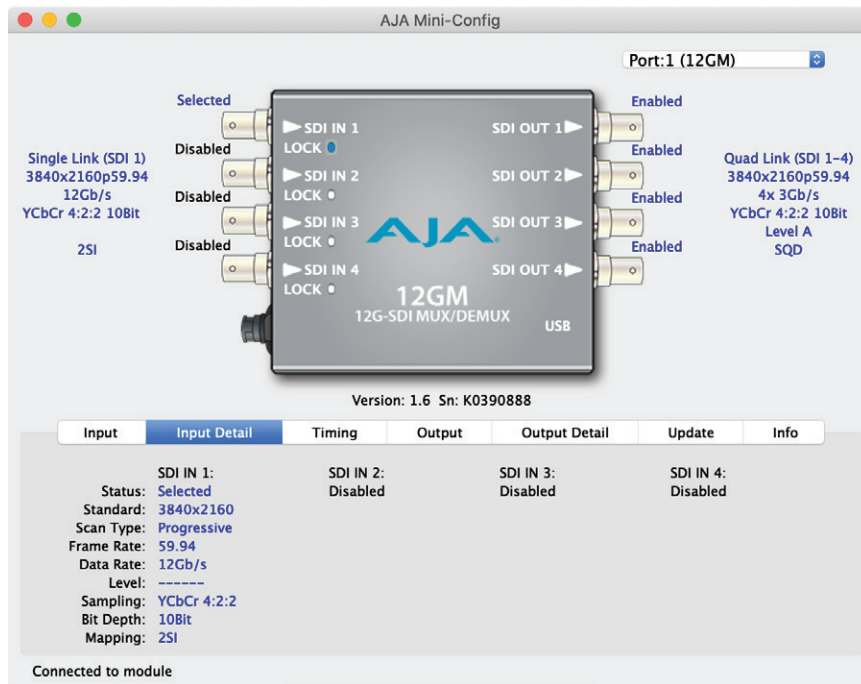 AJA Mini-Config
Port:1 (12GM)
Selected
Disabled
Disabled
Disabled
Single Link (SDI 1)
3840x2160p59.94
12Gb/s
YCbCr 4:2:2 10Bit
2SI
SDI IN 1
LOCK
SDI IN 2
LOCK
SDI IN 3
LOCK
SDI IN 4
LOCK
SDI OUT 1
SDI OUT 2
SDI OUT 3
SDI OUT 4
AJA
12GM
12G-SDI MUX/DEMUX
USB
Enabled
Enabled
Enabled
Enabled
Quad Link (SDI 1-4)
3840x2160p59.94
4x 3Gb/s
YCbCr 4:2:2 10Bit
Level A
SQD
Version: 1.6 Sn: K0390888
Input Input Detail Timing Output Output Detail Update Info
SDI IN 1: SDI IN 2: SDI IN 3: SDI IN 4:
Status: Selected Disabled Disabled Disabled
Standard: 3840x2160
Scan Type: Progressive
Frame Rate: 59.94
Data Rate: 12Gb/s
Level: ------
Sampling: YCbCr 4:2:2
Bit Depth: 10Bit
Mapping: 2SI
Connected to module